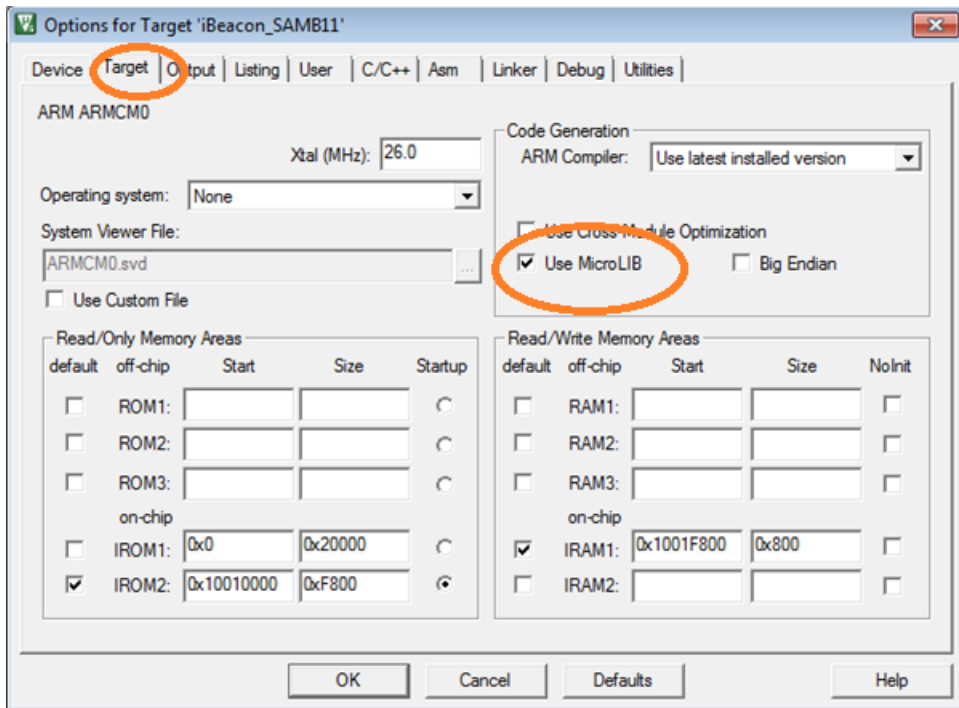 Options for Target 'iBeacon_SAMB11'
Device Target Output Listing User C/C++ Asm Linker Debug Utilities
ARM ARMCM0
Xtal (MHz): 26.0
Operating system: None
System Viewer File:
ARMCM0.svd ...
Use Custom File
Code Generation
ARM Compiler: Use latest installed version
Use Cross-Module Optimization
Use MicroLIB Big Endian
Read/Only Memory Areas
default off-chip Start Size Startup
ROM1:
ROM2:
ROM3:
on-chip
IROM1: 0x0 0x20000
IROM2: 0x10010000 0xF800
Read/Write Memory Areas
default off-chip Start Size NoInit
RAM1:
RAM2:
RAM3:
on-chip
IRAM1: 0x1001F800 0x800
IRAM2:
OK Cancel Defaults Help